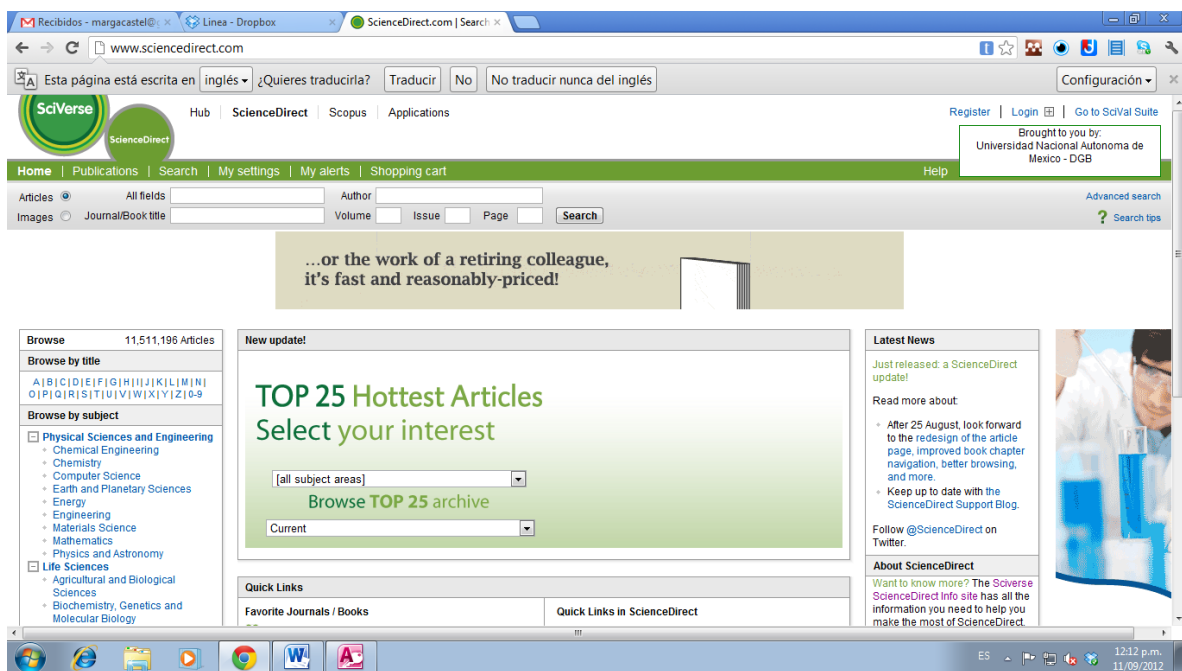 Recibidos - margacastel@
Linea - Dropbox
ScienceDirect.com | Search
www.sciencedirect.com
Esta página está escrita en inglés ¿Quieres traducirla? Traducir No No traducir nunca del inglés Configuración
SciVerse
ScienceDirect
Hub ScienceDirect Scopus Applications
Register | Login | Go to SciVal Suite
Brought to you by:
Universidad Nacional Autonoma de
Mexico - DGB
Home | Publications | Search | My settings | My alerts | Shopping cart
Help
Articles All fields Author
Advanced search
Images Journal/Book title Volume Issue Page Search
? Search tips
...or the work of a retiring colleague,
it's fast and reasonably-priced!
Browse 11,511,196 Articles
Browse by title
A|B|C|D|E|F|G|H|I|J|K|L|M|N|
O|P|Q|R|S|T|U|V|W|X|Y|Z|0-9
Browse by subject
Physical Sciences and Engineering
Chemical Engineering
Chemistry
Computer Science
Earth and Planetary Sciences
Energy
Engineering
Materials Science
Mathematics
Physics and Astronomy
Life Sciences
Agricultural and Biological
Sciences
Biochemistry, Genetics and
Molecular Biology
New update!
TOP 25 Hottest Articles
Select your interest
[all subject areas]
Browse TOP 25 archive
Current
Quick Links
Favorite Journals / Books
Quick Links in ScienceDirect
Latest News
Just released: a ScienceDirect
update!
Read more about:
After 25 August, look forward
to the redesign of the article
page, improved book chapter
navigation, better browsing,
and more.
Keep up to date with the
ScienceDirect Support Blog.
Follow @ScienceDirect on
Twitter.
About ScienceDirect
Want to know more? The Sciverse
ScienceDirect Info site has all the
information you need to help you
make the most of ScienceDirect.
ES
12:12 p.m.
11/09/2012